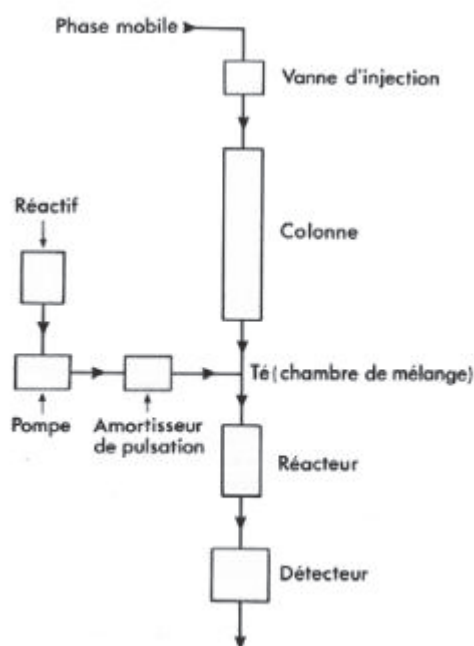 Phase mobile
Vanne d'injection
Réactif
Colonne
Té (chambre de mélange)
Pompe
Amortisseur
de pulsation
Réacteur
Détecteur